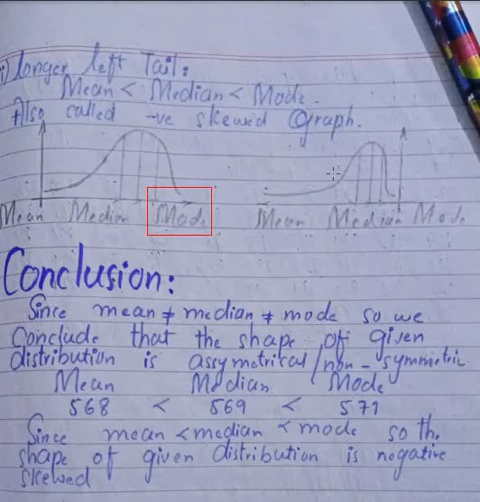 i) longer left Tail:
Mean < Median < Mode.
Also called -ve skewed Graph.
Mean Median Mode Mean Median Mode
Conclusion:
Since mean ≠ median ≠ mode so we
Conclude that the shape of given
distribution is assymetrical / non-symmetric
Mean Median Mode
568 < 569 < 571
Since mean < median < mode so the
shape of given distribution is negative
skewed